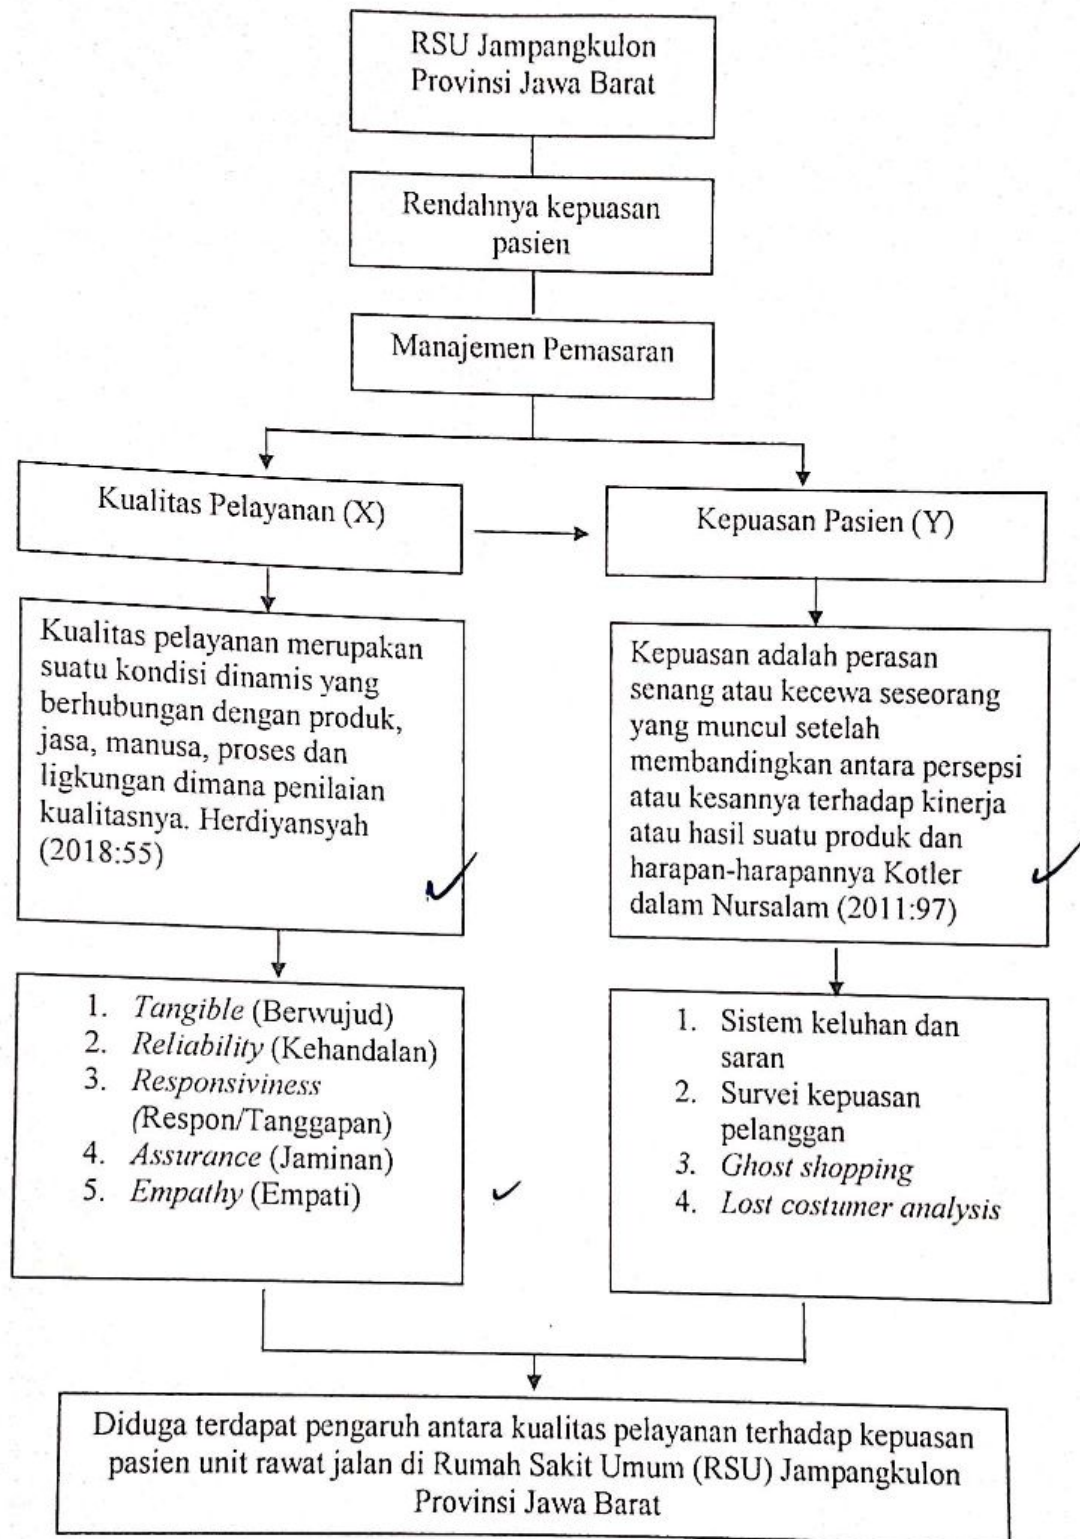 RSU Jampangkulon
Provinsi Jawa Barat
Rendahnya kepuasan
pasien
Manajemen Pemasaran
Kualitas Pelayanan (X)
Kepuasan Pasien (Y)
Kualitas pelayanan merupakan
suatu kondisi dinamis yang
berhubungan dengan produk,
jasa, manusa, proses dan
ligkungan dimana penilaian
kualitasnya. Herdiyansyah
(2018:55)
Kepuasan adalah perasan
senang atau kecewa seseorang
yang muncul setelah
membandingkan antara persepsi
atau kesannya terhadap kinerja
atau hasil suatu produk dan
harapan-harapannya Kotler
dalam Nursalam (2011:97)
1. Tangible (Berwujud)
2. Reliability (Kehandalan)
3. Responsiviness
(Respon/Tanggapan)
4. Assurance (Jaminan)
5. Empathy (Empati)
1. Sistem keluhan dan
saran
2. Survei kepuasan
pelanggan
3. Ghost shopping
4. Lost costumer analysis
Diduga terdapat pengaruh antara kualitas pelayanan terhadap kepuasan
pasien unit rawat jalan di Rumah Sakit Umum (RSU) Jampangkulon
Provinsi Jawa Barat